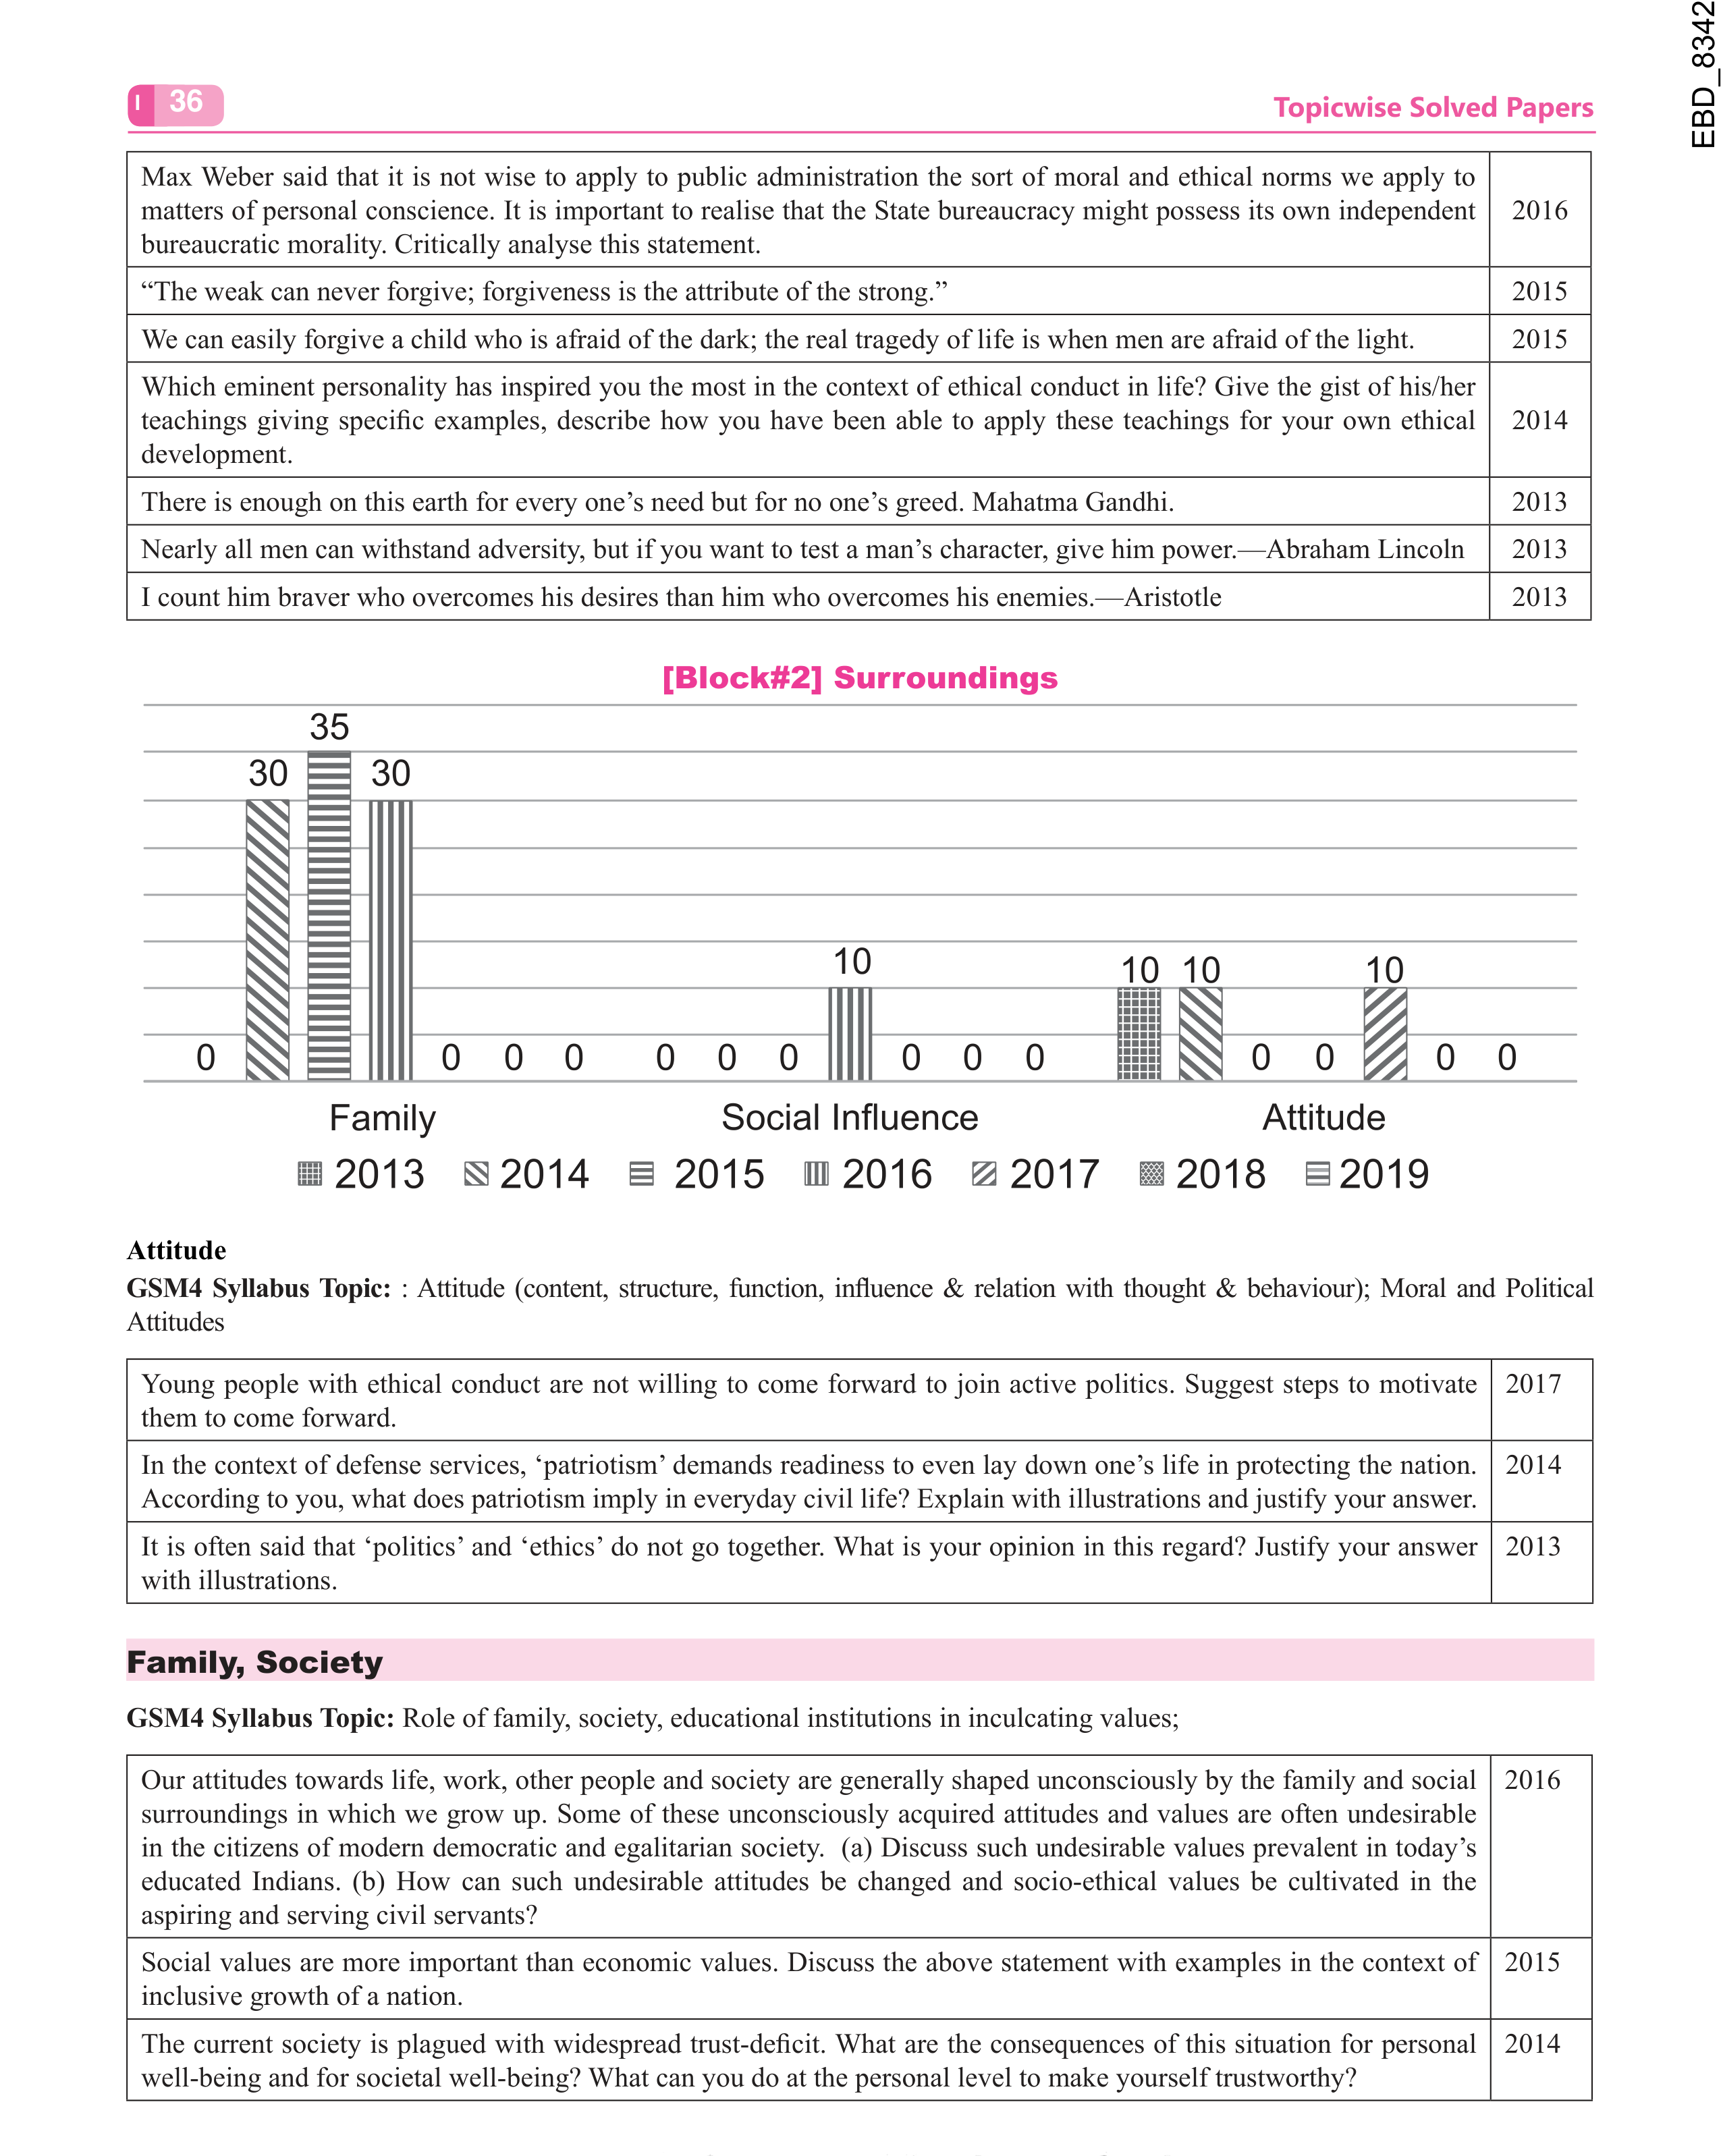 EBD_8342
I 36
Topicwise Solved Papers
Max Weber said that it is not wise to apply to public administration the sort of moral and ethical norms we apply to
matters of personal conscience. It is important to realise that the State bureaucracy might possess its own independent
bureaucratic morality. Critically analyse this statement.
2016
“The weak can never forgive; forgiveness is the attribute of the strong.”
2015
We can easily forgive a child who is afraid of the dark; the real tragedy of life is when men are afraid of the light.
2015
Which eminent personality has inspired you the most in the context of ethical conduct in life? Give the gist of his/her
teachings giving specific examples, describe how you have been able to apply these teachings for your own ethical
development.
2014
There is enough on this earth for every one’s need but for no one’s greed. Mahatma Gandhi.
2013
Nearly all men can withstand adversity, but if you want to test a man’s character, give him power.—Abraham Lincoln
2013
I count him braver who overcomes his desires than him who overcomes his enemies.—Aristotle
2013
[Block#2] Surroundings
35
30 30
10
10 10 10
0 0 0 0 0 0 0 0 0 0 0 0 0 0
Family Social Influence Attitude
2013 2014 2015 2016 2017 2018 2019
Attitude
GSM4 Syllabus Topic: : Attitude (content, structure, function, influence & relation with thought & behaviour); Moral and Political
Attitudes
Young people with ethical conduct are not willing to come forward to join active politics. Suggest steps to motivate
them to come forward.
2017
In the context of defense services, ‘patriotism’ demands readiness to even lay down one’s life in protecting the nation.
According to you, what does patriotism imply in everyday civil life? Explain with illustrations and justify your answer.
2014
It is often said that ‘politics’ and ‘ethics’ do not go together. What is your opinion in this regard? Justify your answer
with illustrations.
2013
Family, Society
GSM4 Syllabus Topic: Role of family, society, educational institutions in inculcating values;
Our attitudes towards life, work, other people and society are generally shaped unconsciously by the family and social
surroundings in which we grow up. Some of these unconsciously acquired attitudes and values are often undesirable
in the citizens of modern democratic and egalitarian society. (a) Discuss such undesirable values prevalent in today’s
educated Indians. (b) How can such undesirable attitudes be changed and socio-ethical values be cultivated in the
aspiring and serving civil servants?
2016
Social values are more important than economic values. Discuss the above statement with examples in the context of
inclusive growth of a nation.
2015
The current society is plagued with widespread trust-deficit. What are the consequences of this situation for personal
well-being and for societal well-being? What can you do at the personal level to make yourself trustworthy?
2014